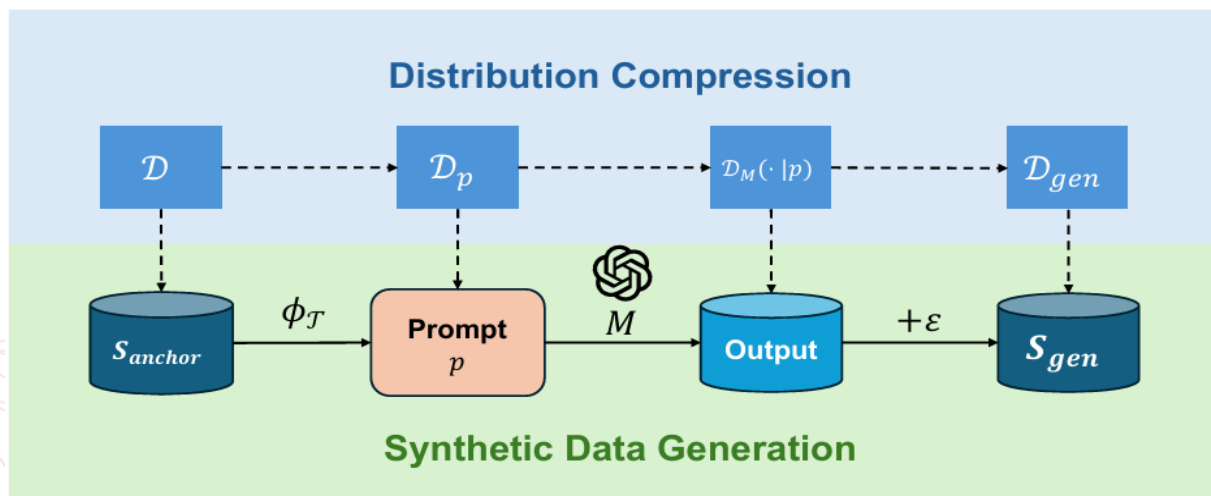 Distribution Compression
𝒟
𝒟_p
𝒟_M(· |p)
𝒟_gen
ϕ_𝒯
M
+ε
S_anchor
Prompt
p
Output
S_gen
Synthetic Data Generation